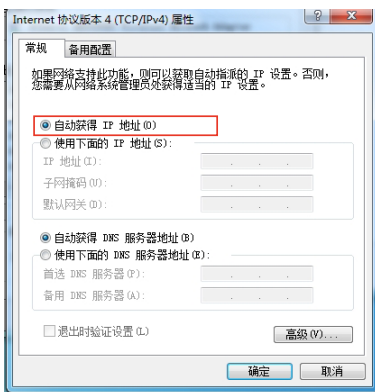 Internet 协议版本 4 (TCP/IPv4) 属性
常规
备用配置
如果网络支持此功能，则可以获取自动指派的 IP 设置。否则，
您需要从网络系统管理员处获得适当的 IP 设置。
自动获得 IP 地址(O)
使用下面的 IP 地址(S):
IP 地址(I):
子网掩码(U):
默认网关(D):
自动获得 DNS 服务器地址(B)
使用下面的 DNS 服务器地址(E):
首选 DNS 服务器(P):
备用 DNS 服务器(A):
退出时验证设置(L)
高级(V)...
确定
取消